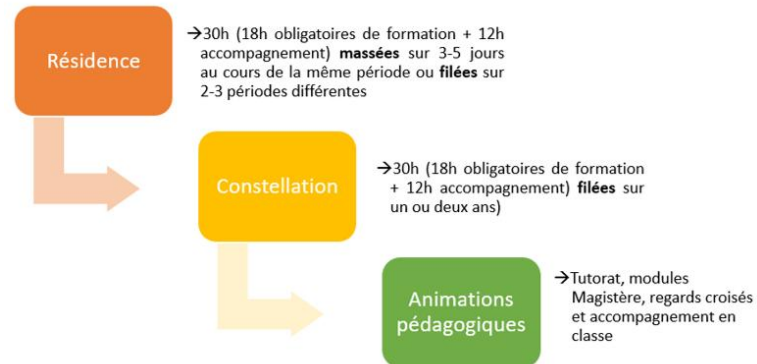 Résidence
→30h (18h obligatoires de formation + 12h
accompagnement) massées sur 3-5 jours
au cours de la même période ou filées sur
2-3 périodes différentes
Constellation
→30h (18h obligatoires de formation
+ 12h accompagnement) filées sur
un ou deux ans)
Animations
pédagogiques
→Tutorat, modules
Magistère, regards croisés
et accompagnement en
classe